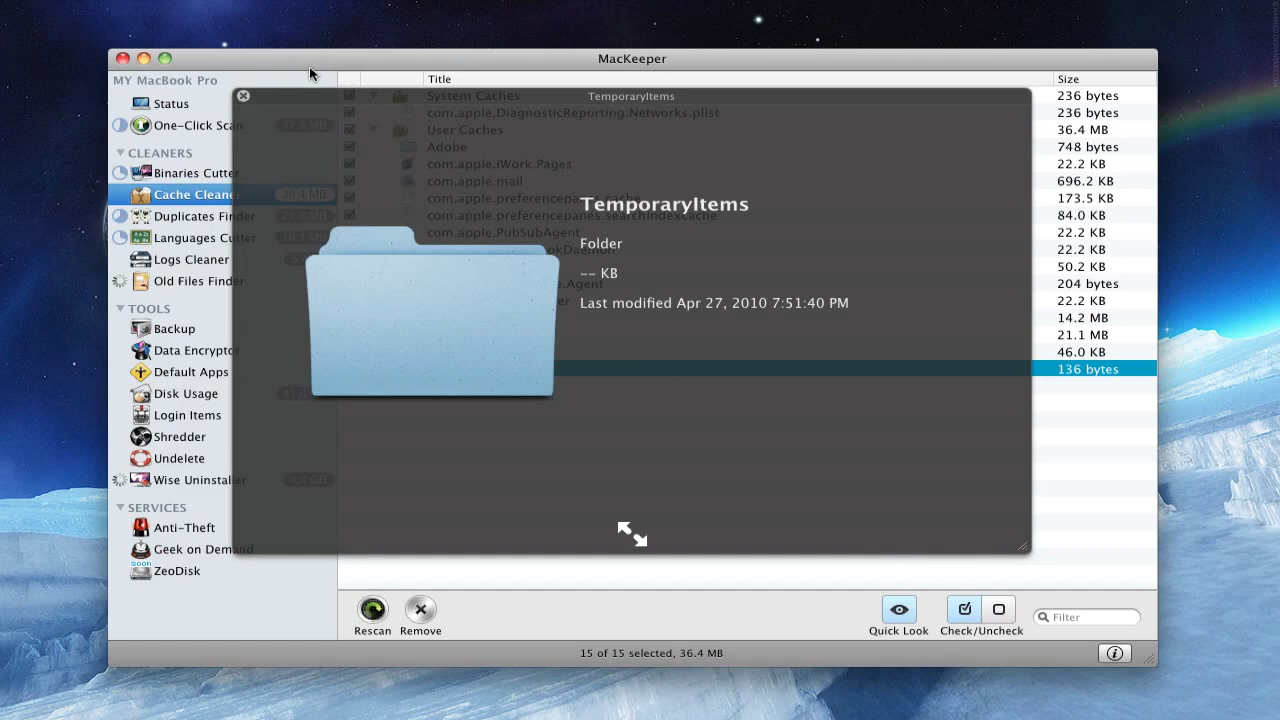 MacKeeper
MY MacBook Pro
Status
One-Click Scan
CLEANERS
Binaries Cutter
Cache Cleaner
36.4 MB
Duplicates Finder
Languages Cutter
Logs Cleaner
Old Files Finder
TOOLS
Backup
Data Encryptor
Default Apps
Disk Usage
Login Items
Shredder
Undelete
Wise Uninstaller
SERVICES
Anti-Theft
Geek on Demand
SOON
ZeoDisk
Title
Size
System Caches
236 bytes
com.apple.DiagnosticReporting.Networks.plist
236 bytes
User Caches
36.4 MB
Adobe
748 bytes
com.apple.iWork.Pages
22.2 KB
com.apple.mail
696.2 KB
173.5 KB
com.apple.preferencepanes.searchindexcache
84.0 KB
com.apple.PubSubAgent
22.2 KB
22.2 KB
50.2 KB
204 bytes
22.2 KB
14.2 MB
21.1 MB
46.0 KB
136 bytes
TemporaryItems
TemporaryItems
Folder
-- KB
Last modified Apr 27, 2010 7:51:40 PM
Rescan
Remove
Quick Look
Check/Uncheck
Filter
15 of 15 selected, 36.4 MB